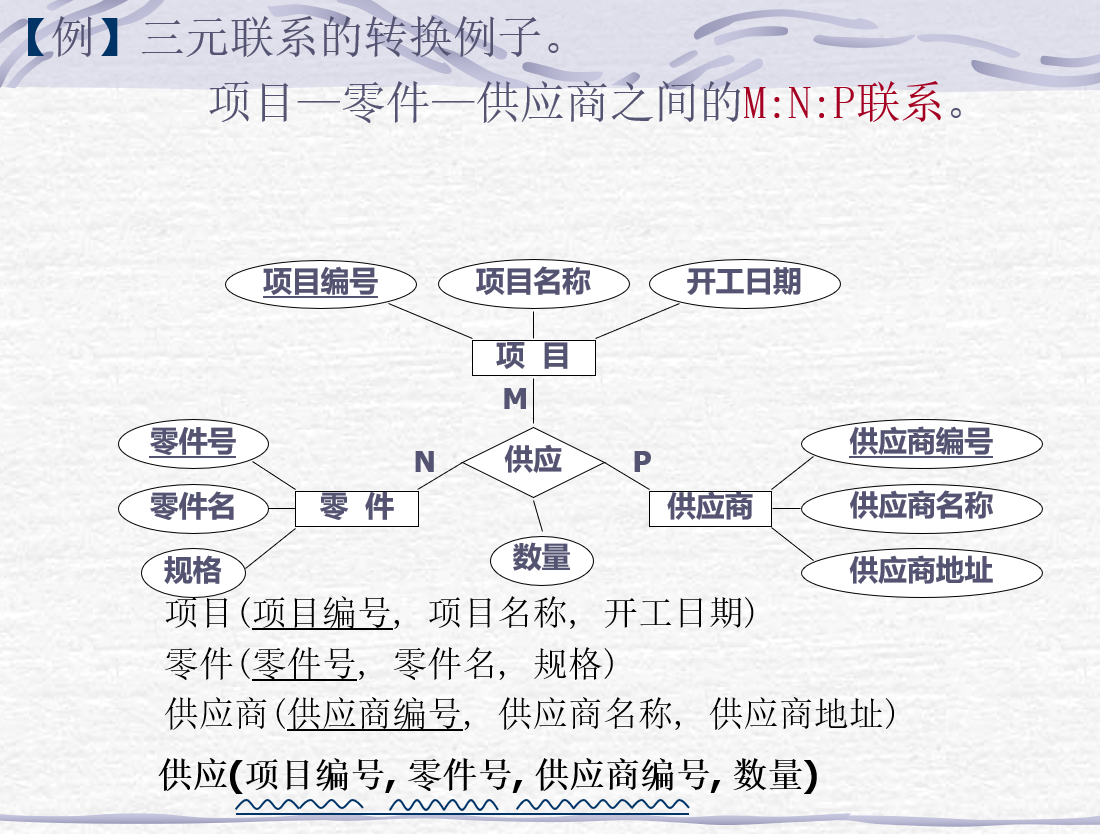 【例】三元联系的转换例子。
项目—零件—供应商之间的M:N:P联系。
项目编号 项目名称 开工日期
项 目
M
零件号 供应商编号
N 供应 P
零件名 零 件 供应商 供应商名称
规格 数量 供应商地址
项目(项目编号, 项目名称, 开工日期)
零件(零件号, 零件名, 规格)
供应商(供应商编号, 供应商名称, 供应商地址)
供应(项目编号, 零件号, 供应商编号, 数量)